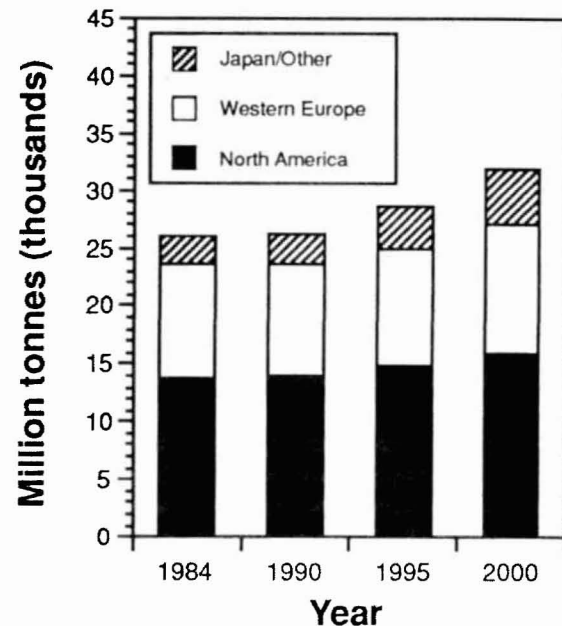 Million tonnes (thousands)
45
40
35
30
25
20
15
10
5
0
Japan/Other
Western Europe
North America
1984 1990 1995 2000
Year